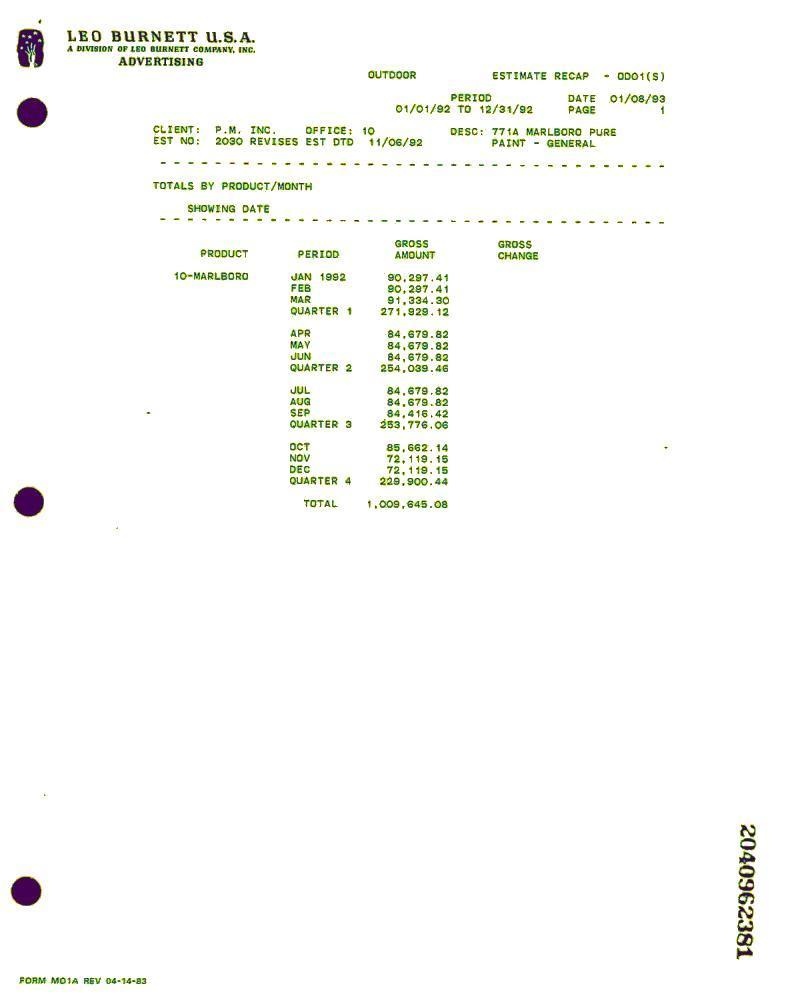 LEO BURNETT U.S.A.
A DIVISION OF LEO BURNETT COMPANY, INC.
ADVERTISING
OUTDOOR ESTIMATE RECAP - ODO1(S)
PERIOD DATE 01/08/93
01/01/92 TO 12/31/92 PAGE 1
CLIENT: P.M. INC. OFFICE: 10 DESC: 771A MARLBORO PURE
EST NO: 2030 REVISES EST DTD 11/06/92 PAINT - GENERAL
TOTALS BY PRODUCT/MONTH
SHOWING DATE
GROSS GROSS
PRODUCT PERIOD AMOUNT CHANGE
10-MARLBORO JAN 1992 90,297.41
FEB 90,297.41
MAR 91,334.30
QUARTER 1 271,929.12
APR 84,679.82
MAY 84,679.82
JUN 84,679.82
QUARTER 2 254,039.46
JUL 84,679.82
AUG 84,679.82
SEP 84,416.42
QUARTER 3 253,776.06
OCT 85,662.14
NOV 72,119.15
DEC 72,119.15
QUARTER 4 229,900.44
TOTAL 1,009,645.08
2040962381
FORM MO1A REV 04-14-83